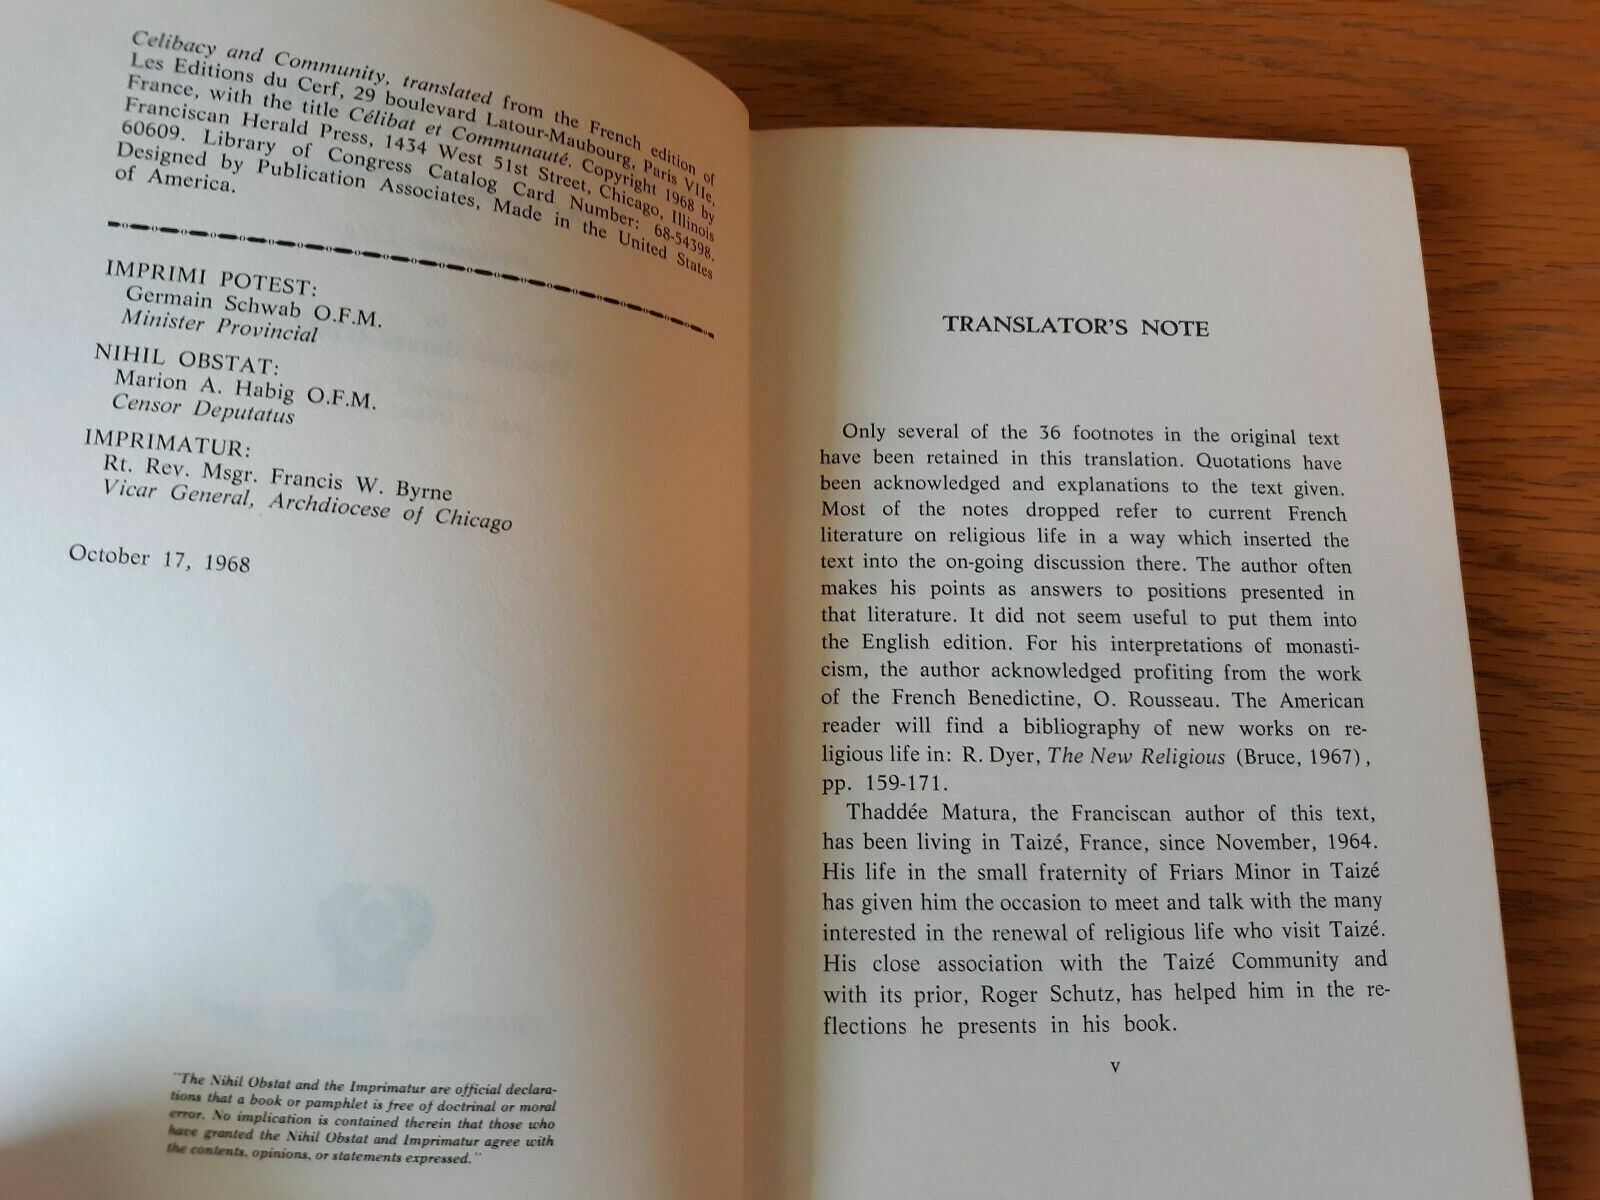 Celibacy and Community, translated from the French edition of
Les Editions du Cerf, 29 boulevard Latour-Maubourg, Paris VIIe,
France, with the title Célibat et Communauté. Copyright 1968 by
Franciscan Herald Press, 1434 West 51st Street, Chicago, Illinois
60609. Library of Congress Catalog Card Number: 68-54398.
Designed by Publication Associates, Made in the United States
of America.
IMPRIMI POTEST:
Germain Schwab O.F.M.
Minister Provincial
NIHIL OBSTAT:
Marion A. Habig O.F.M.
Censor Deputatus
IMPRIMATUR:
Rt. Rev. Msgr. Francis W. Byrne
Vicar General, Archdiocese of Chicago
October 17, 1968
"The Nihil Obstat and the Imprimatur are official declara-
tions that a book or pamphlet is free of doctrinal or moral
error. No implication is contained therein that those who
have granted the Nihil Obstat and Imprimatur agree with
the contents, opinions, or statements expressed."
TRANSLATOR'S NOTE
Only several of the 36 footnotes in the original text
have been retained in this translation. Quotations have
been acknowledged and explanations to the text given.
Most of the notes dropped refer to current French
literature on religious life in a way which inserted the
text into the on-going discussion there. The author often
makes his points as answers to positions presented in
that literature. It did not seem useful to put them into
the English edition. For his interpretations of monasti-
cism, the author acknowledged profiting from the work
of the French Benedictine, O. Rousseau. The American
reader will find a bibliography of new works on re-
ligious life in: R. Dyer, The New Religious (Bruce, 1967),
pp. 159-171.
Thaddée Matura, the Franciscan author of this text,
has been living in Taizé, France, since November, 1964.
His life in the small fraternity of Friars Minor in Taizé
has given him the occasion to meet and talk with the many
interested in the renewal of religious life who visit Taizé.
His close association with the Taizé Community and
with its prior, Roger Schutz, has helped him in the re-
flections he presents in his book.
v